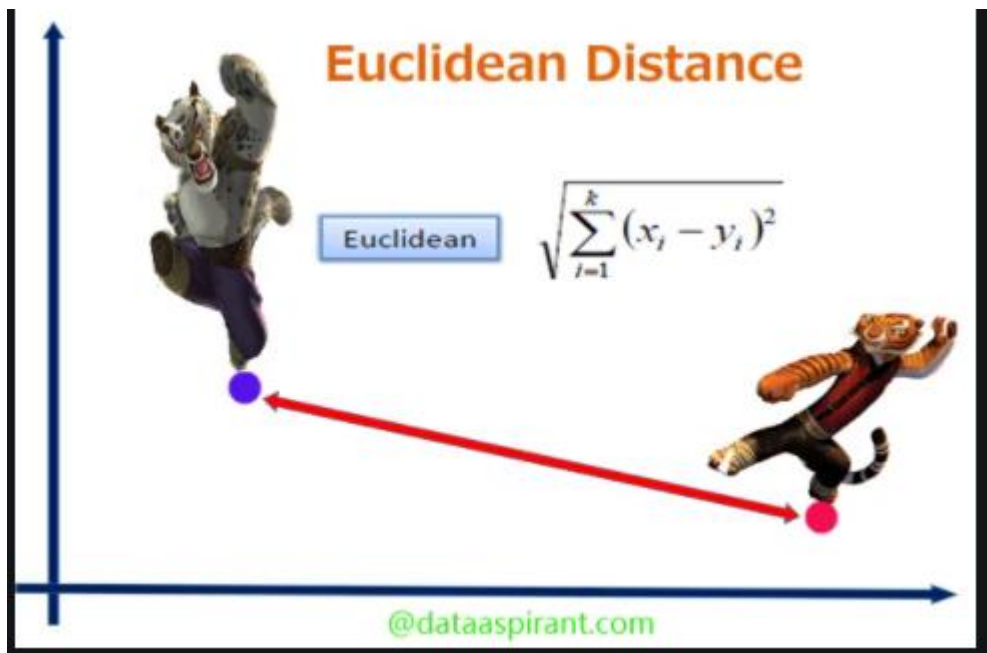 Euclidean Distance
Euclidean
√∑_{i=1}^{k}(x_i − y_i)²
@dataaspirant.com